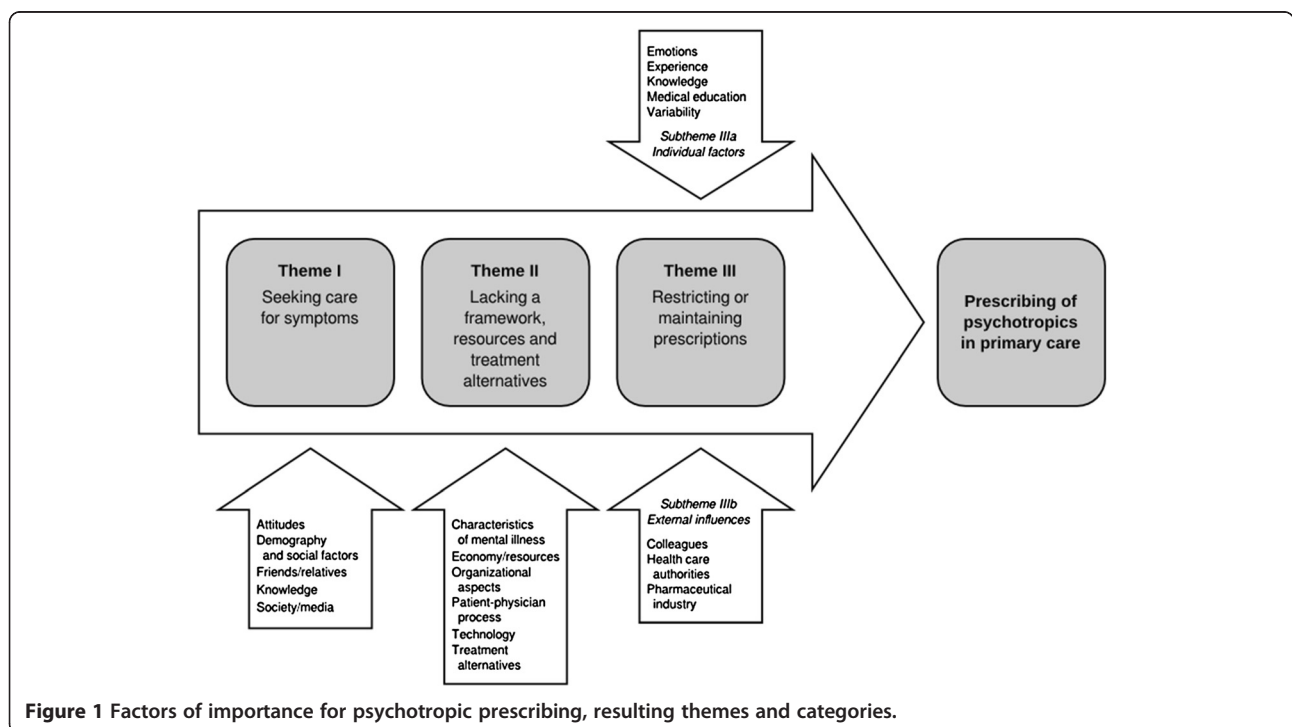 Emotions
Experience
Knowledge
Medical education
Variability
Subtheme IIIa
Individual factors
Theme I
Seeking care
for symptoms
Theme II
Lacking a
framework,
resources and
treatment
alternatives
Theme III
Restricting or
maintaining
prescriptions
Prescribing of
psychotropics
in primary care
Attitudes
Demography
and social factors
Friends/relatives
Knowledge
Society/media
Characteristics
of mental illness
Economy/resources
Organizational
aspects
Patient-physician
process
Technology
Treatment
alternatives
Subtheme IIIb
External influences
Colleagues
Health care
authorities
Pharmaceutical
industry
Figure 1 Factors of importance for psychotropic prescribing, resulting themes and categories.